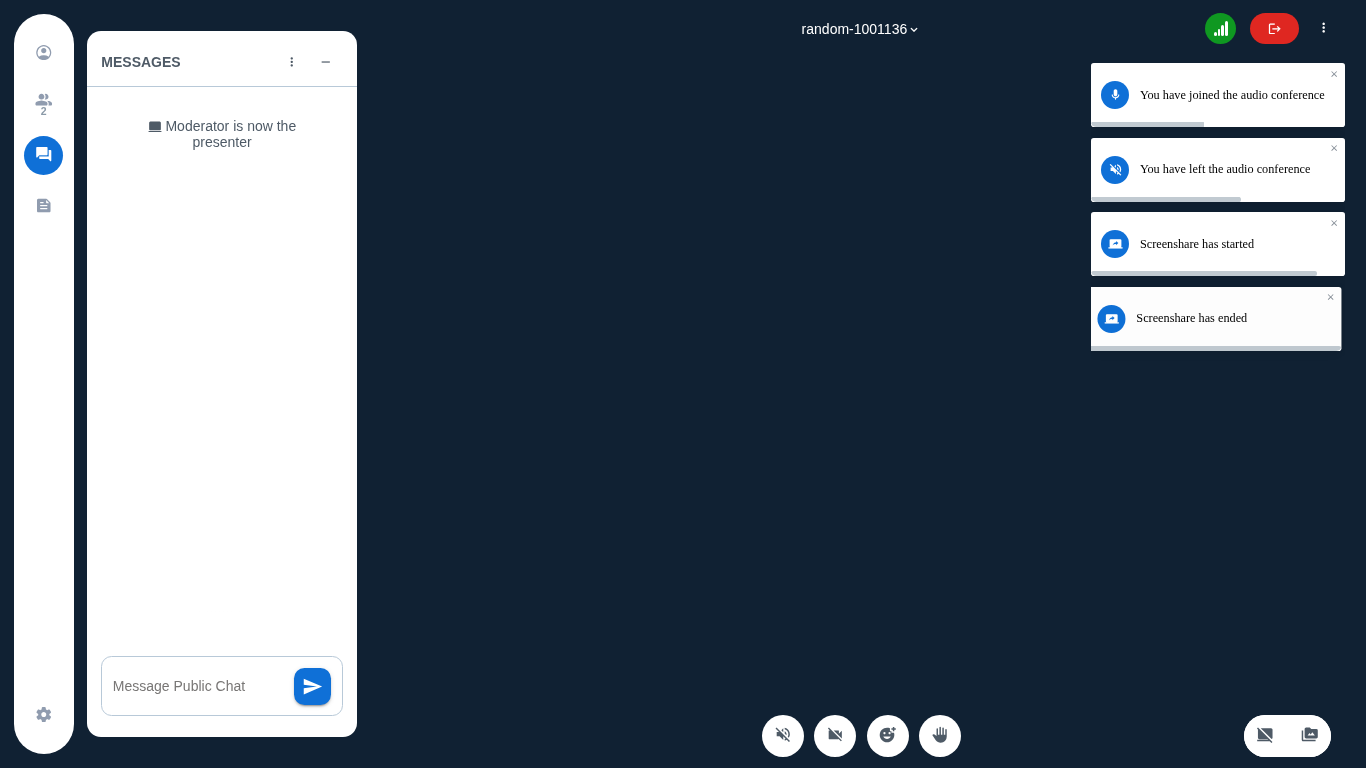 random-1001136
2
MESSAGES
Moderator is now the
presenter
Message Public Chat
You have joined the audio conference
You have left the audio conference
Screenshare has started
Screenshare has ended